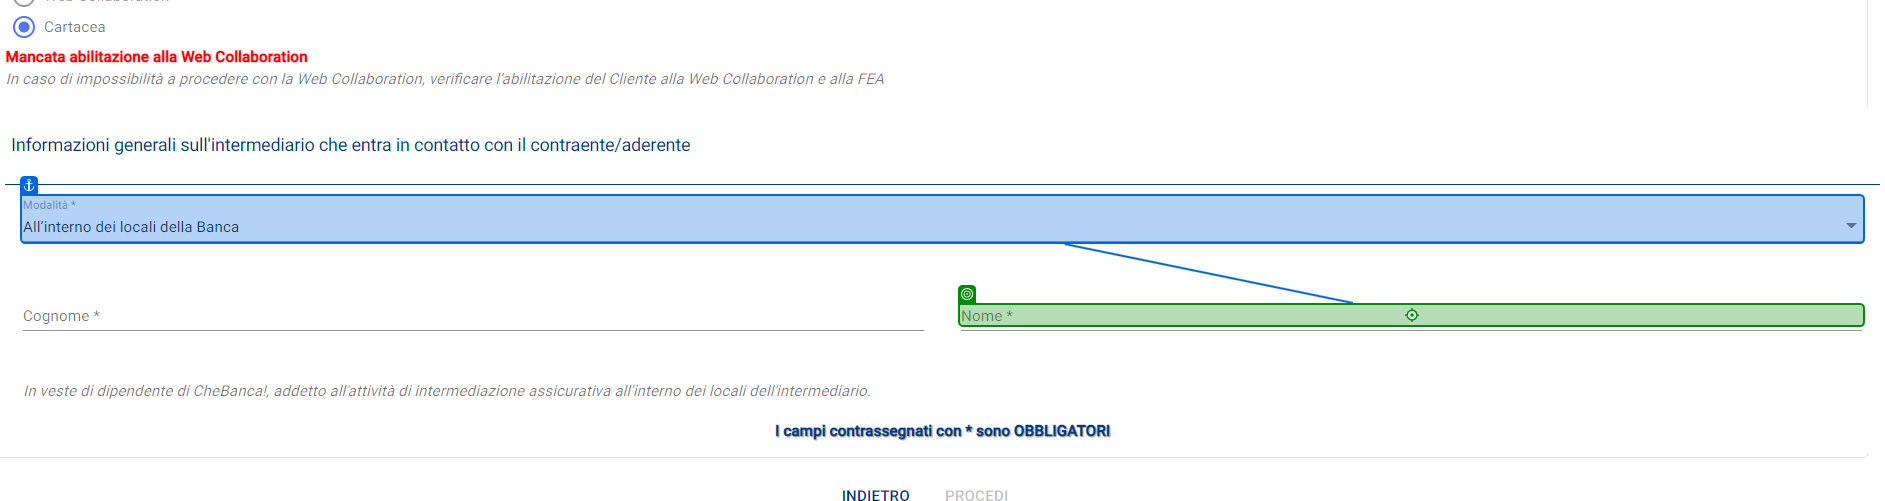 Web Collaboration
Cartacea
Mancata abilitazione alla Web Collaboration
In caso di impossibilità a procedere con la Web Collaboration, verificare l'abilitazione del Cliente alla Web Collaboration e alla FEA
Informazioni generali sull'intermediario che entra in contatto con il contraente/aderente
Modalità *
All'interno dei locali della Banca
Cognome *
Nome *
In veste di dipendente di CheBanca!, addetto all'attività di intermediazione assicurativa all'interno dei locali dell'intermediario.
I campi contrassegnati con * sono OBBLIGATORI
INDIETRO
PROCEDI